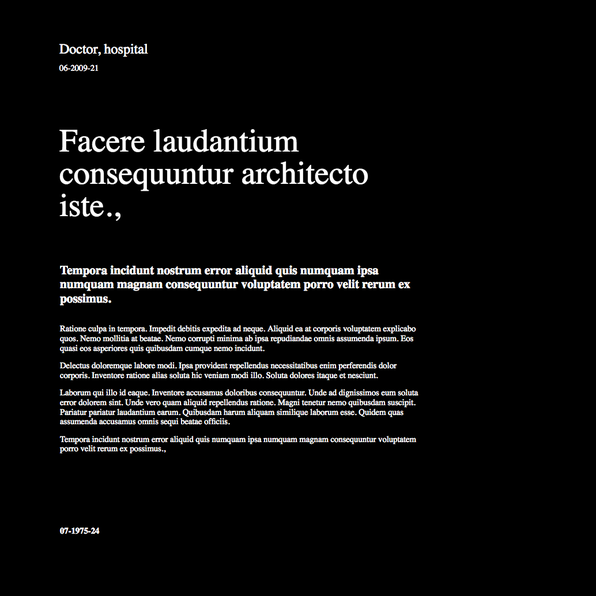 Doctor, hospital
06-2009-21
Facere laudantium
consequuntur architecto
iste.,
Tempora incidunt nostrum error aliquid quis numquam ipsa
numquam magnam consequuntur voluptatem porro velit rerum ex
possimus.
Ratione culpa in tempora. Impedit debitis expedita ad neque. Aliquid ea at corporis voluptatem explicabo
quos. Nemo mollitia at beatae. Nemo corrupti minima ab ipsa repudiandae omnis assumenda ipsum. Eos
quasi eos asperiores quis quibusdam cumque nemo incidunt.
Delectus doloremque labore modi. Ipsa provident repellendus necessitatibus enim perferendis dolor
corporis. Inventore ratione alias soluta hic veniam modi illo. Soluta dolores itaque et nesciunt.
Laborum qui illo id eaque. Inventore accusamus doloribus consequuntur. Unde ad dignissimos eum soluta
error dolorem sint. Unde vero quam aliquid repellendus ratione. Magni tenetur nemo quibusdam suscipit.
Pariatur pariatur laudantium earum. Quibusdam harum aliquam similique laborum esse. Quidem quas
assumenda accusamus omnis sequi beatae officiis.
Tempora incidunt nostrum error aliquid quis numquam ipsa numquam magnam consequuntur voluptatem
porro velit rerum ex possimus.,
07-1975-24